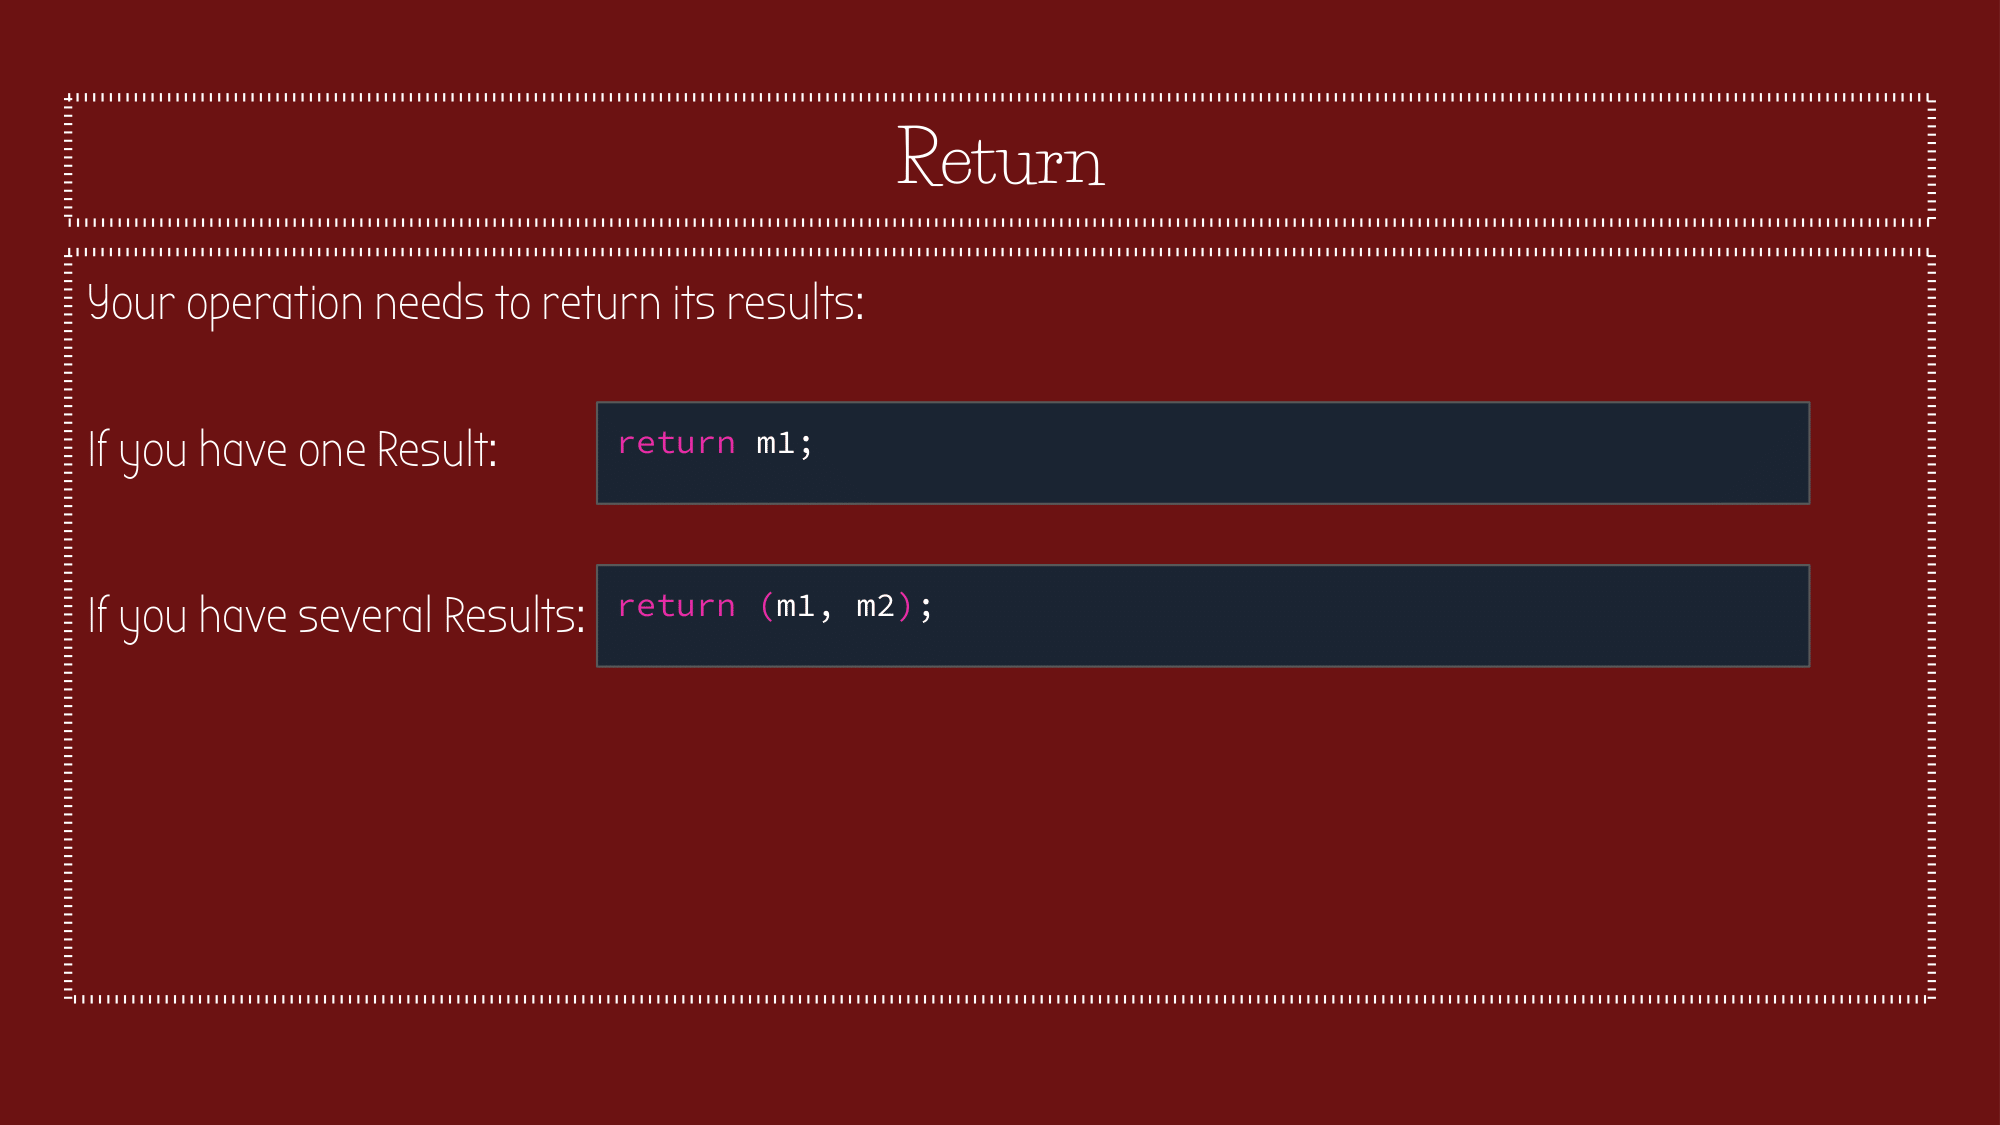 Return
Your operation needs to return its results:
If you have one Result:
return m1;
If you have several Results:
return (m1, m2);